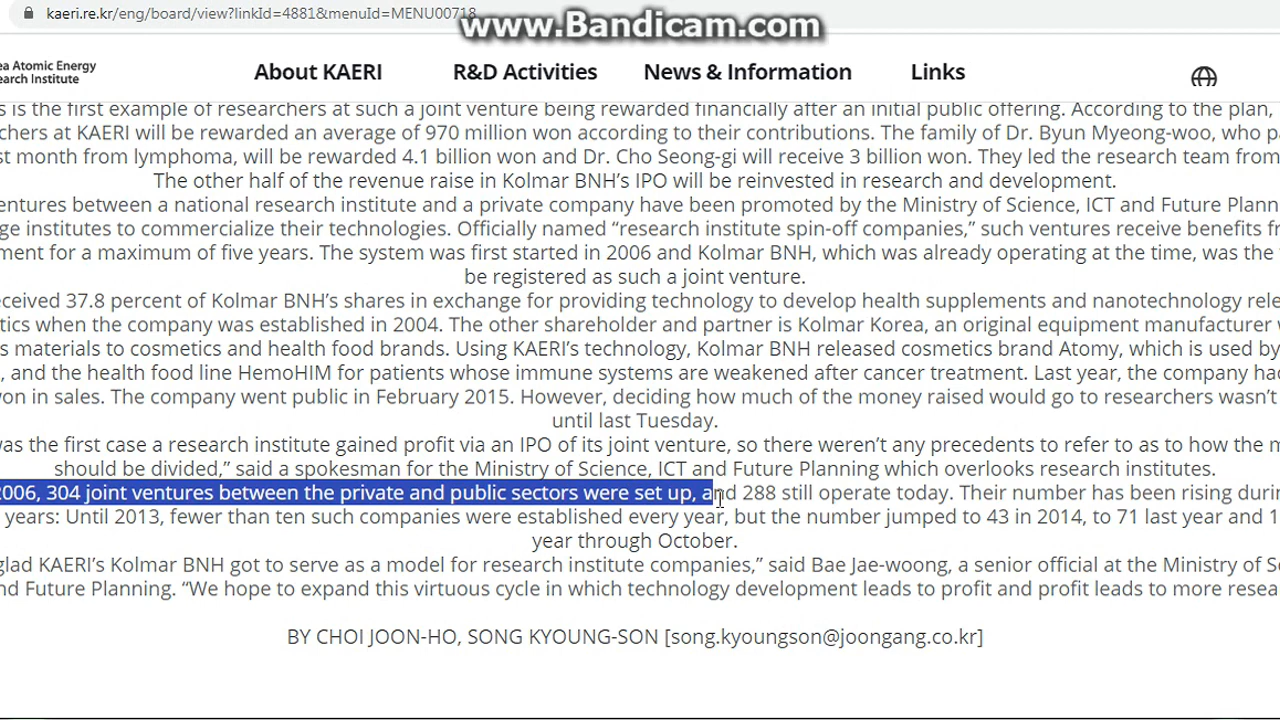 kaeri.re.kr/eng/board/view?linkId=4881&menuId=MENU00718
www.Bandicam.com
ea Atomic Energy
earch Institute
About KAERI R&D Activities News & Information Links
s is the first example of researchers at such a joint venture being rewarded financially after an initial public offering. According to the plan,
chers at KAERI will be rewarded an average of 970 million won according to their contributions. The family of Dr. Byun Myeong-woo, who pa
st month from lymphoma, will be rewarded 4.1 billion won and Dr. Cho Seong-gi will receive 3 billion won. They led the research team from
The other half of the revenue raise in Kolmar BNH’s IPO will be reinvested in research and development.
entures between a national research institute and a private company have been promoted by the Ministry of Science, ICT and Future Plann
ge institutes to commercialize their technologies. Officially named “research institute spin-off companies,” such ventures receive benefits fr
ment for a maximum of five years. The system was first started in 2006 and Kolmar BNH, which was already operating at the time, was the
be registered as such a joint venture.
eceived 37.8 percent of Kolmar BNH’s shares in exchange for providing technology to develop health supplements and nanotechnology rele
tics when the company was established in 2004. The other shareholder and partner is Kolmar Korea, an original equipment manufacturer
s materials to cosmetics and health food brands. Using KAERI’s technology, Kolmar BNH released cosmetics brand Atomy, which is used by
, and the health food line HemoHIM for patients whose immune systems are weakened after cancer treatment. Last year, the company had
won in sales. The company went public in February 2015. However, deciding how much of the money raised would go to researchers wasn’t
until last Tuesday.
was the first case a research institute gained profit via an IPO of its joint venture, so there weren’t any precedents to refer to as to how the m
should be divided,” said a spokesman for the Ministry of Science, ICT and Future Planning which overlooks research institutes.
2006, 304 joint ventures between the private and public sectors were set up, and 288 still operate today. Their number has been rising durin
years: Until 2013, fewer than ten such companies were established every year, but the number jumped to 43 in 2014, to 71 last year and 1
year through October.
glad KAERI’s Kolmar BNH got to serve as a model for research institute companies,” said Bae Jae-woong, a senior official at the Ministry of Sc
nd Future Planning. “We hope to expand this virtuous cycle in which technology development leads to profit and profit leads to more resea
BY CHOI JOON-HO, SONG KYOUNG-SON [song.kyoungson@joongang.co.kr]